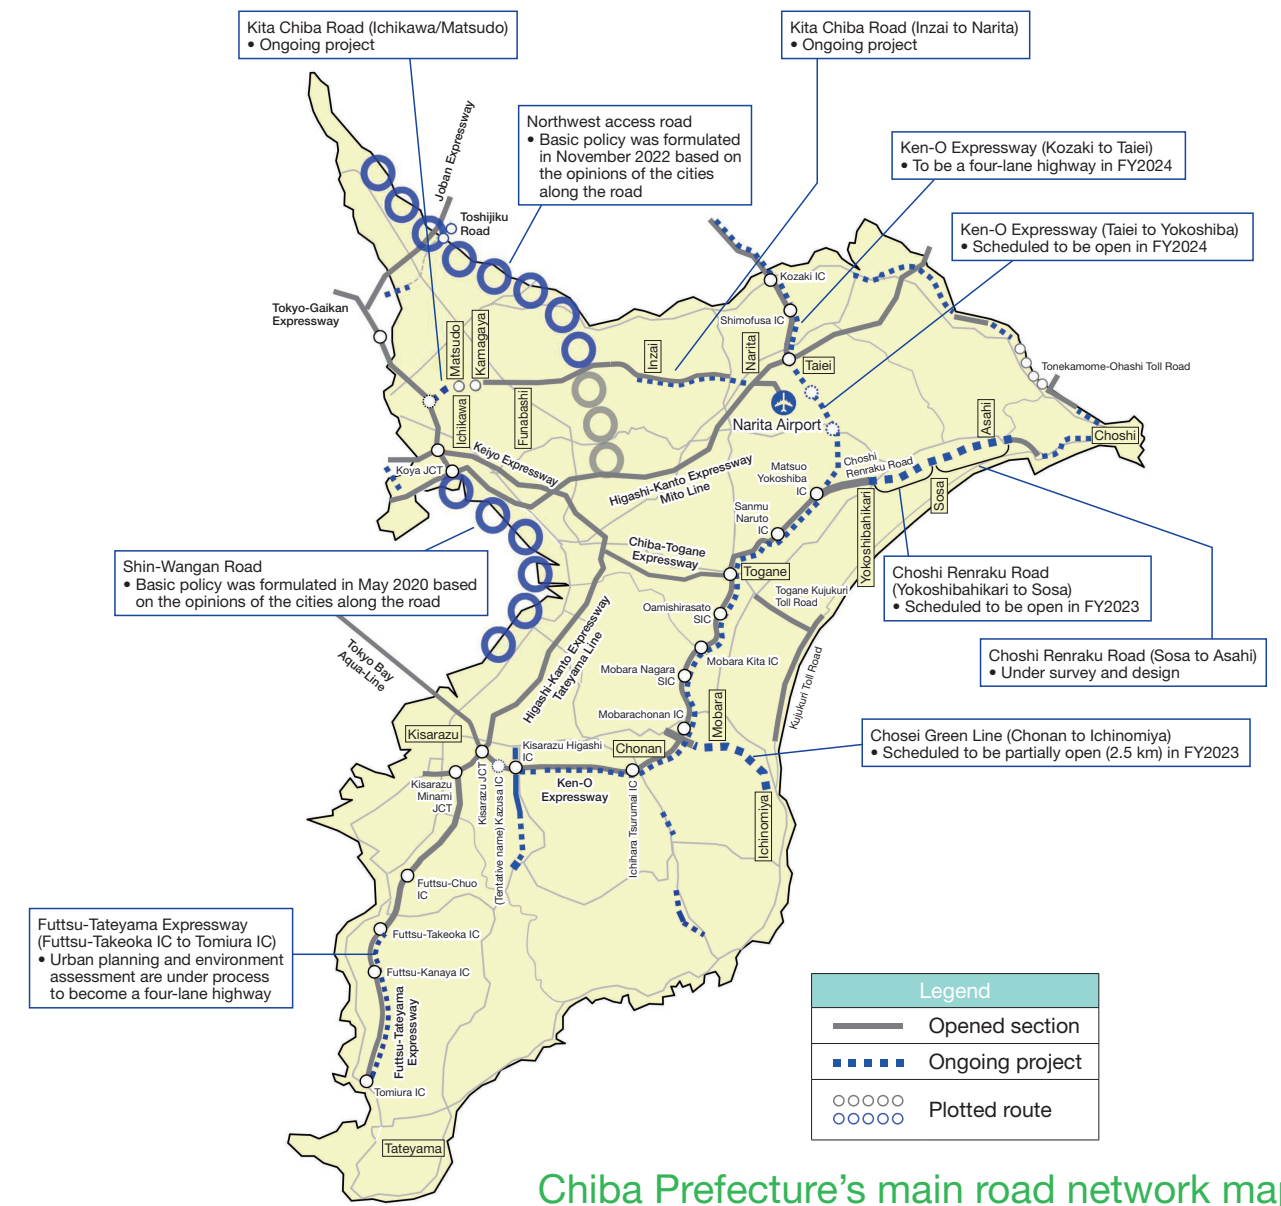 Kita Chiba Road (Ichikawa/Matsudo)
• Ongoing project
Kita Chiba Road (Inzai to Narita)
• Ongoing project
Northwest access road
• Basic policy was formulated
in November 2022 based on
the opinions of the cities
along the road
Ken-O Expressway (Kozaki to Taiei)
• To be a four-lane highway in FY2024
Ken-O Expressway (Taiei to Yokoshiba)
• Scheduled to be open in FY2024
Joban Expressway
Toshijiku
Road
Tokyo-Gaikan
Expressway
Kozaki IC
Shimofusa IC
Matsudo
Kamagaya
Inzai
Narita
Taiei
Tonekamome-Ohashi Toll Road
Ichikawa
Funabashi
Narita Airport
Asahi
Choshi
Koya JCT
Keiyo Expressway
Higashi-Kanto Expressway
Mito Line
Matsuo
Yokoshiba
IC
Choshi
Renraku Road
Yokoshibahikari
Sosa
Sanmu
Naruto
IC
Chiba-Togane
Expressway
Togane
Shin-Wangan Road
• Basic policy was formulated in May 2020 based
on the opinions of the cities along the road
Choshi Renraku Road
(Yokoshibahikari to Sosa)
• Scheduled to be open in FY2023
Togane Kujukuri
Toll Road
Oamishirasato
SIC
Choshi Renraku Road (Sosa to Asahi)
• Under survey and design
Tokyo Bay
Aqua-Line
Higashi-Kanto Expressway
Tateyama Line
Mobara Kita IC
Mobara Nagara
SIC
Kujukuri Toll Road
Mobarachonan IC
Mobara
Chosei Green Line (Chonan to Ichinomiya)
• Scheduled to be partially open (2.5 km) in FY2023
Kisarazu
Kisarazu Higashi
IC
Chonan
Kisarazu
Minami
JCT
Kisarazu JCT
(Tentative name) Kazusa IC
Ken-O
Expressway
Ichihara Tsurumai IC
Ichinomiya
Futtsu-Chuo
IC
Futtsu-Tateyama Expressway
(Futtsu-Takeoka IC to Tomiura IC)
• Urban planning and environment
assessment are under process
to become a four-lane highway
Futtsu-Takeoka IC
Futtsu-Kanaya IC
Futtsu-Tateyama
Expressway
Tomiura IC
Tateyama
Legend
Opened section
Ongoing project
Plotted route
Chiba Prefecture's main road network ma